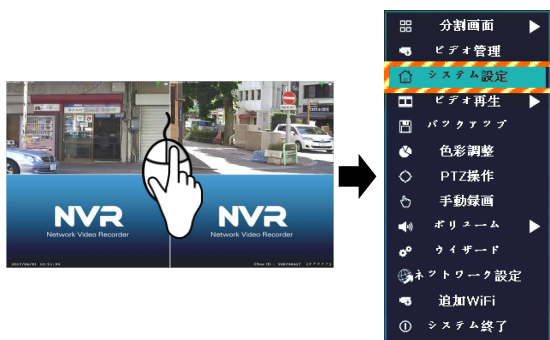 NVR
Network Video Recorder
NVR
Network Video Recorder
分割画面
ビデオ管理
システム設定
ビデオ再生
バックアップ
色彩調整
PTZ操作
手動録画
ボリューム
ウイザード
ネットワーク設定
追加WiFi
システム終了